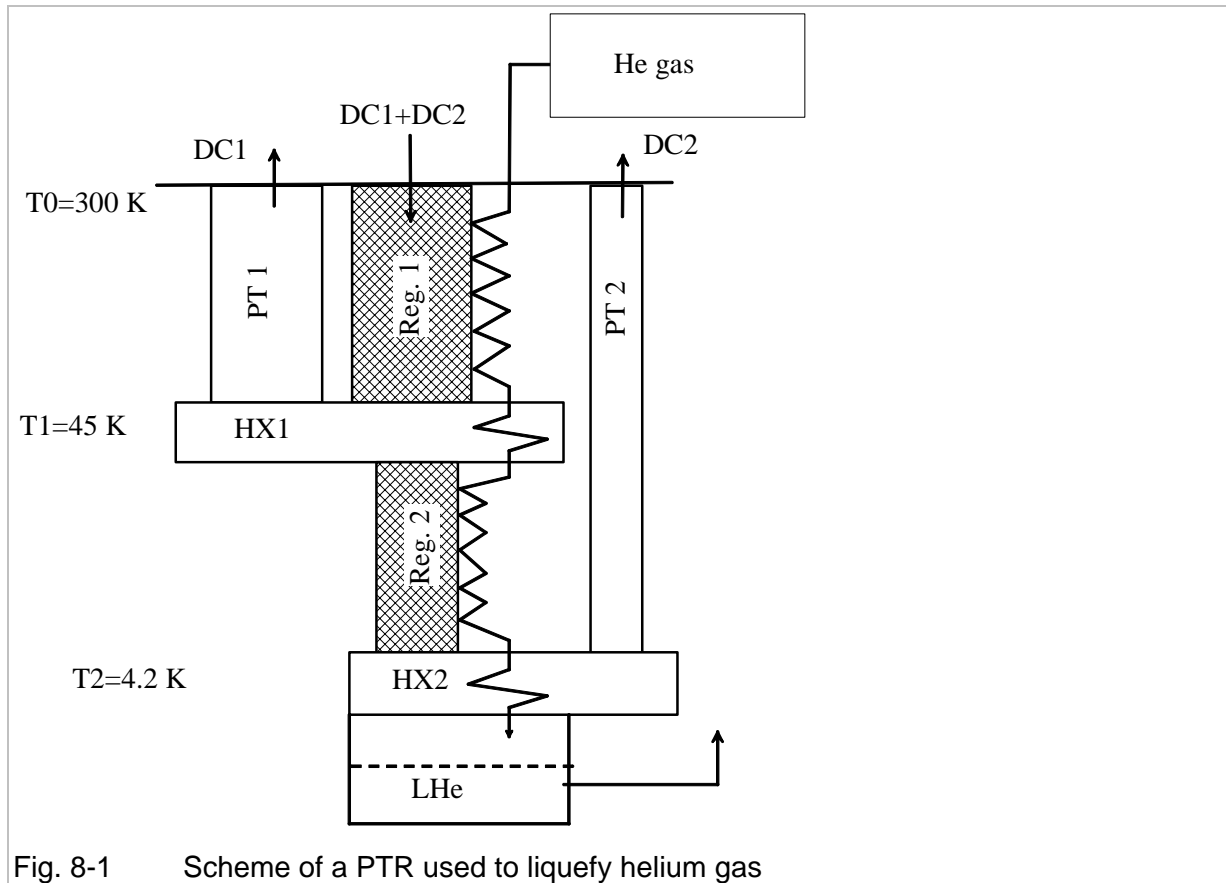 He gas
DC1+DC2
DC1
DC2
T0=300 K
PT 1
Reg. 1
PT 2
T1=45 K
HX1
Reg. 2
T2=4.2 K
HX2
LHe
Fig. 8-1 Scheme of a PTR used to liquefy helium gas